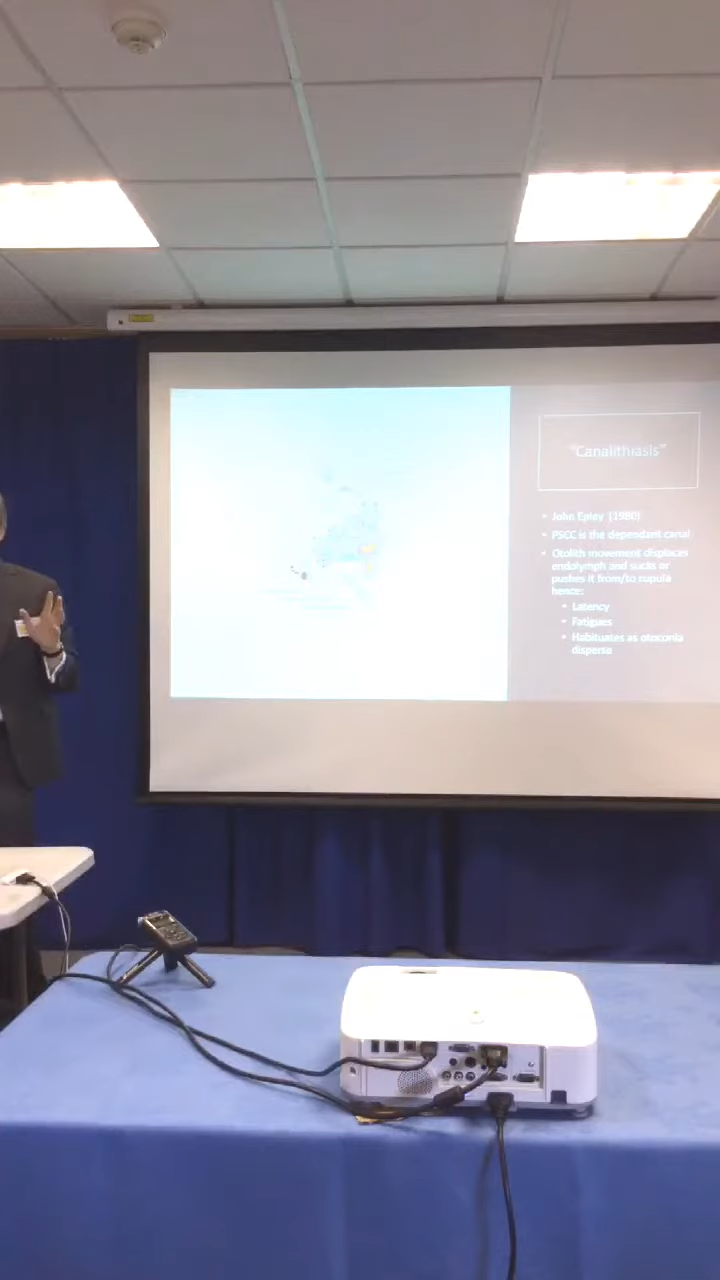 "Canalithiasis"
• John Epley (1980)
• PSCC is the dependant canal
• Otolith movement displaces
endolymph and sucks or
pushes it from/to cupula
hence:
• Latency
• Fatigues
• Habituates as otoconia
disperse